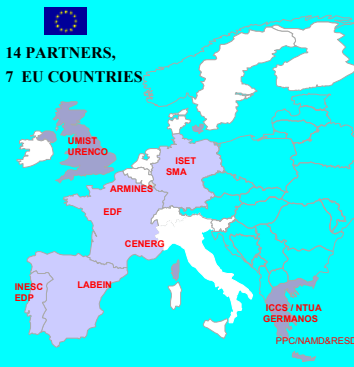 14 PARTNERS,
7 EU COUNTRIES
UMIST
URENCO
ISET
SMA
ARMINES
EDF
CENERG
INESC
EDP
LABEIN
ICCS / NTUA
GERMANOS
PPC/NAMD&RESD